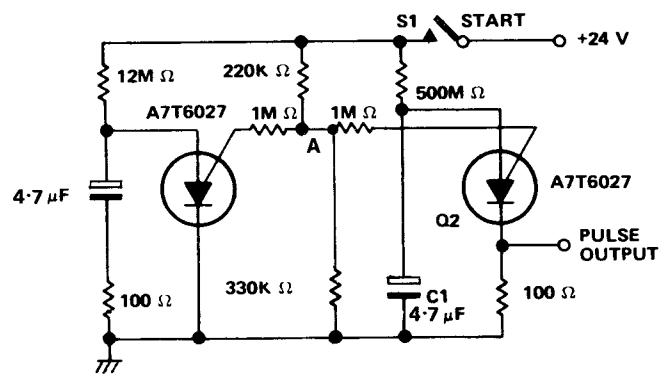 S1 START
+24 V
12M Ω
220K Ω
500M Ω
A7T6027
1M Ω
1M Ω
A
A7T6027
4·7 μF
Q2
PULSE
OUTPUT
100 Ω
330K Ω
C1
4·7 μF
100 Ω